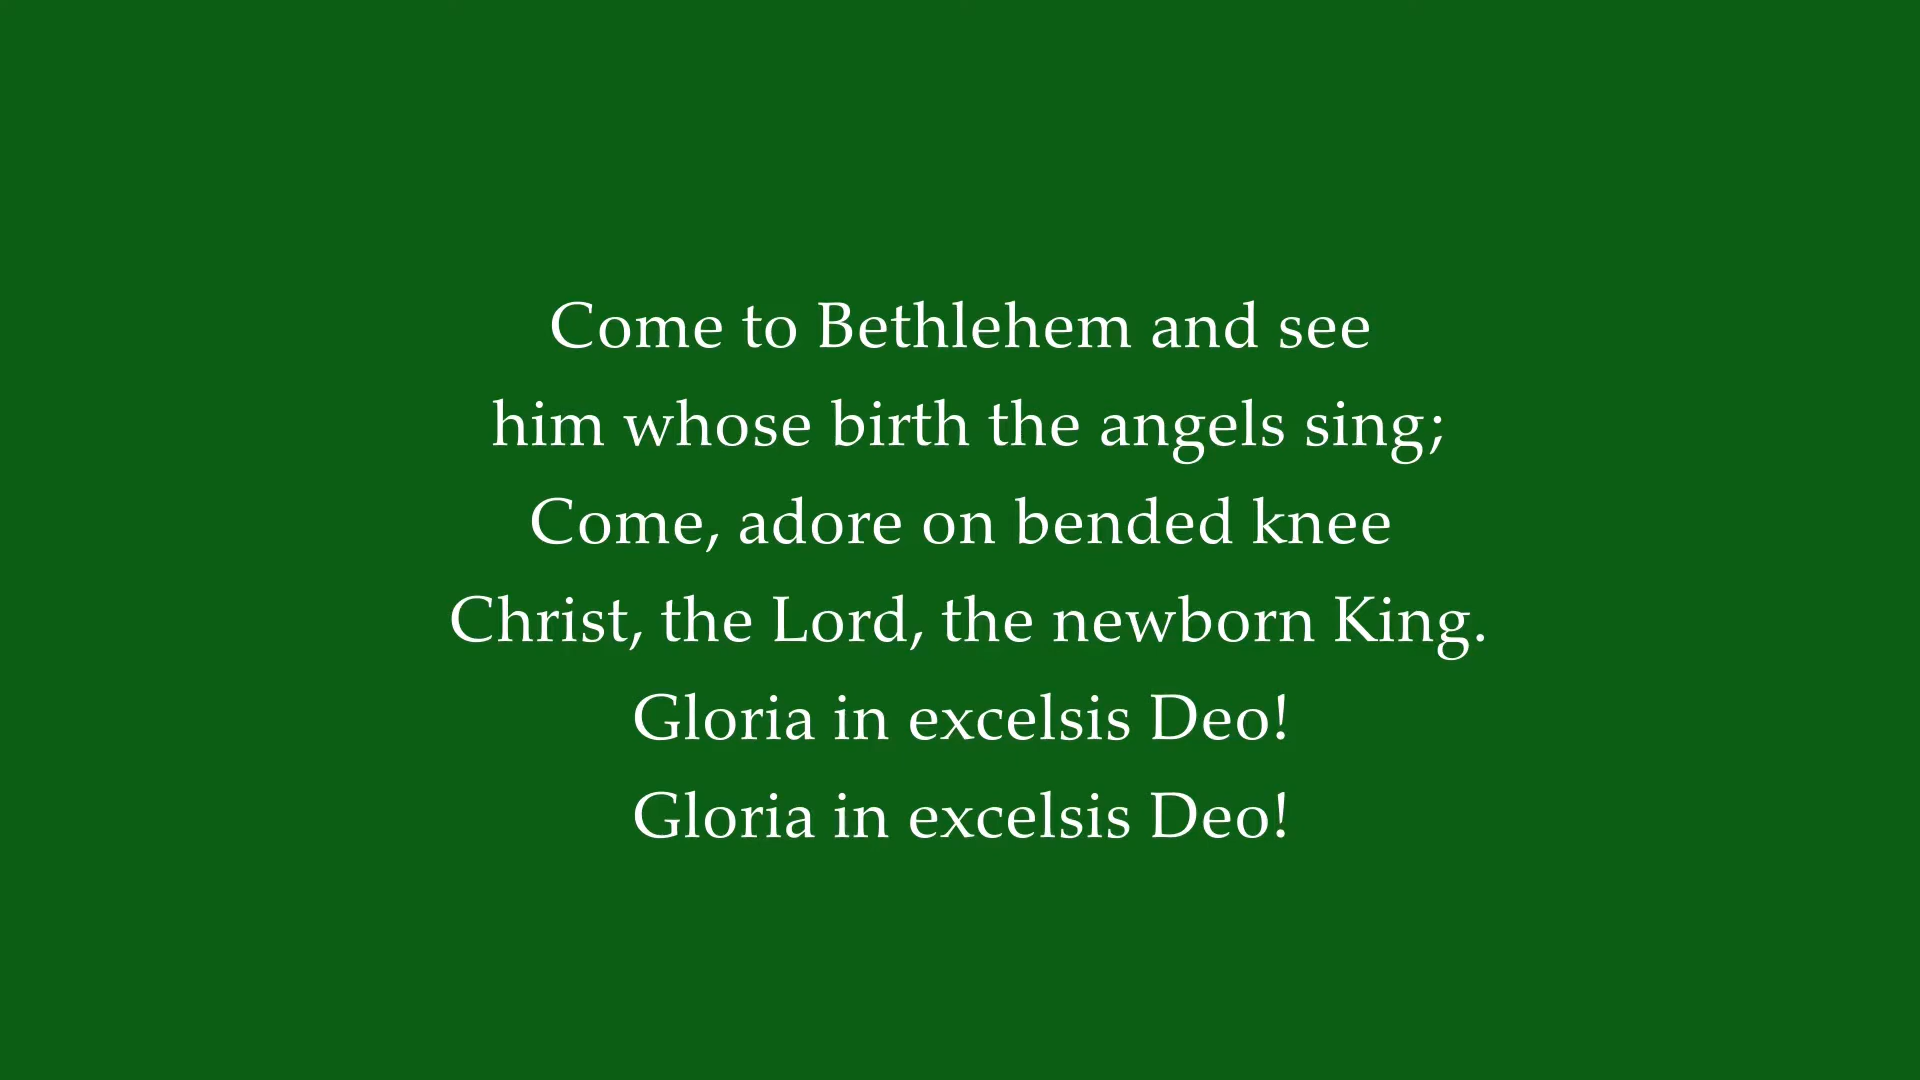 Come to Bethlehem and see
him whose birth the angels sing;
Come, adore on bended knee
Christ, the Lord, the newborn King.
Gloria in excelsis Deo!
Gloria in excelsis Deo!